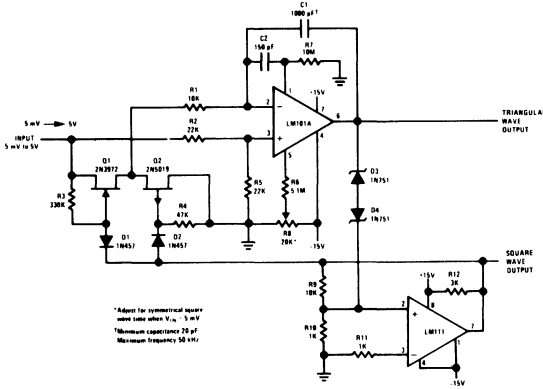 C1
1000 pF†
C2
150 pF
R7
10M
R1
10K
R2
22K
+15V
1
2
3
4
5
6
7
LM101A
TRIANGULAR
WAVE
OUTPUT
5 mV → 5V
INPUT
5 mV to 5V
Q1
2N3972
Q2
2N5019
R3
330K
R4
47K
R5
22K
R6
5.1M
R8
20K*
-15V
D1
1N457
D2
1N457
D3
1N751
D4
1N751
SQUARE
WAVE
OUTPUT
R9
10K
R10
1K
R11
1K
+15V
R12
3K
2
3
8
7
1
4
LM111
-15V
*Adjust for symmetrical square
wave time when VIN = 5 mV
†Minimum capacitance 20 pF
Maximum frequency 50 kHz